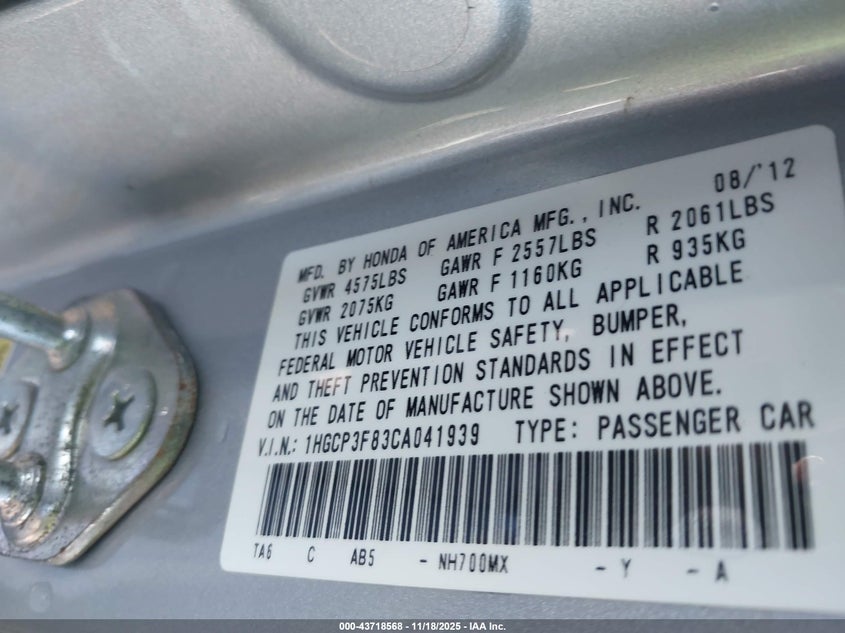 08/'12
MFD. BY HONDA OF AMERICA MFG., INC.
GVWR 4575LBS GAWR F 2557LBS R 2061LBS
GVWR 2075KG GAWR F 1160KG R 935KG
THIS VEHICLE CONFORMS TO ALL APPLICABLE
FEDERAL MOTOR VEHICLE SAFETY, BUMPER,
AND THEFT PREVENTION STANDARDS IN EFFECT
ON THE DATE OF MANUFACTURE SHOWN ABOVE.
V.I.N.: 1HGCP3F83CA041939 TYPE: PASSENGER CAR
TA6 C AB5 - NH700MX - Y - A
000-43718568 - 11/18/2025 - IAA Inc.